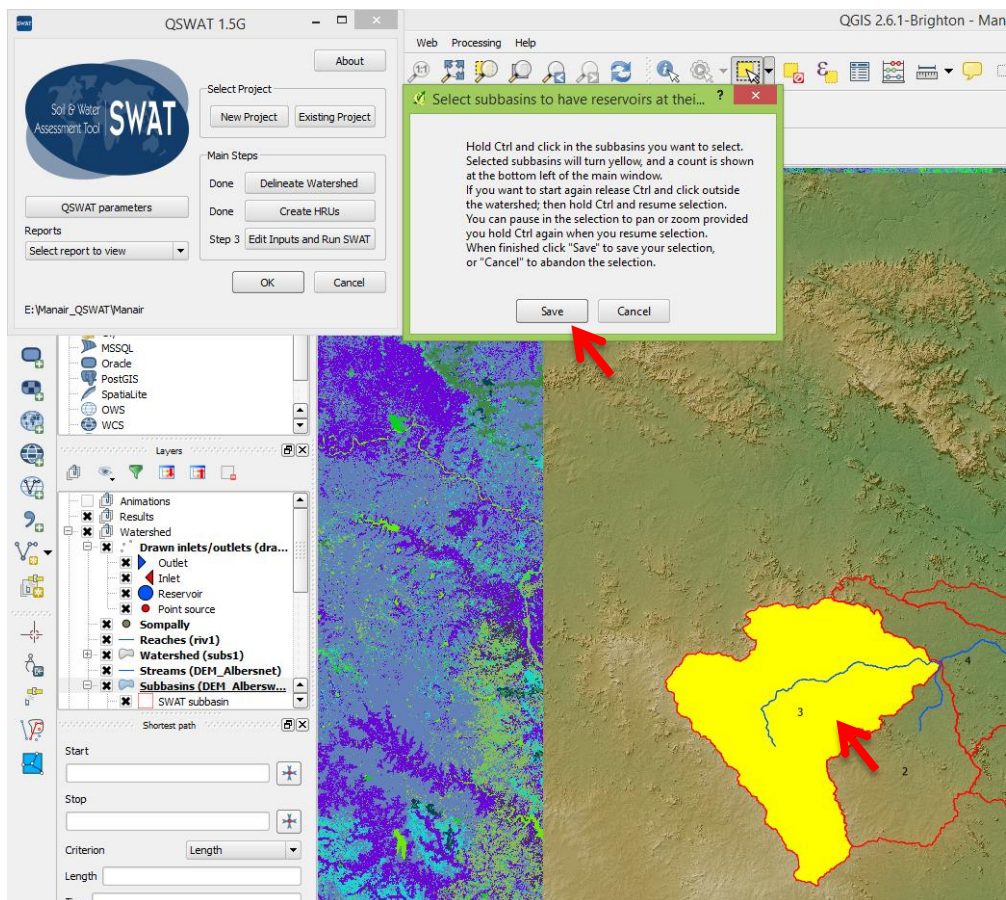 QSWAT 1.5G
SWAT
Soil & Water
Assessment Tool
SWAT
About
Select Project
New Project
Existing Project
Main Steps
Done
Delineate Watershed
Done
Create HRUs
Step 3
Edit Inputs and Run SWAT
QSWAT parameters
Reports
Select report to view
OK
Cancel
E:\Manair_QSWAT\Manair
QGIS 2.6.1-Brighton - Man
Web Processing Help
Select subbasins to have reservoirs at thei... ?
Hold Ctrl and click in the subbasins you want to select.
Selected subbasins will turn yellow, and a count is shown
at the bottom left of the main window.
If you want to start again release Ctrl and click outside
the watershed; then hold Ctrl and resume selection.
You can pause in the selection to pan or zoom provided
you hold Ctrl again when you resume selection.
When finished click "Save" to save your selection,
or "Cancel" to abandon the selection.
Save
Cancel
MSSQL
Oracle
PostGIS
SpatiaLite
OWS
WCS
Layers
Animations
Results
Watershed
Drawn inlets/outlets (dra...
Outlet
Inlet
Reservoir
Point source
Sompally
Reaches (riv1)
Watershed (subs1)
Streams (DEM_Albersnet)
Subbasins (DEM_Albersw...
SWAT subbasin
Shortest path
Start
Stop
Criterion
Length
Length
4
3
2